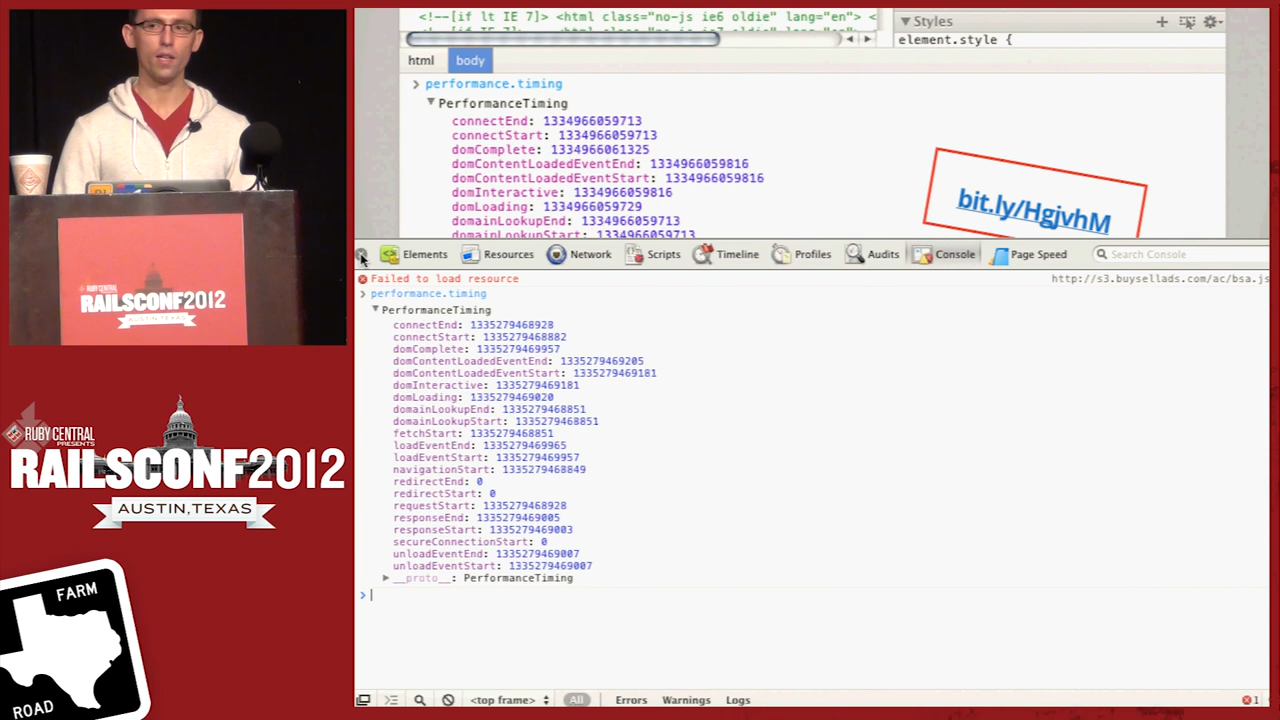 RUBY CENTRAL
RAILSCONF2012
AUSTIN, TEXAS
RUBY CENTRAL
PRESENTS
RAILSCONF2012
AUSTIN,TEXAS
FARM
ROAD
<!--[if lt IE 7]> <html class="no-js ie6 oldie" lang="en"> <
Styles
element.style {
html body
performance.timing
PerformanceTiming
connectEnd: 1334966059713
connectStart: 1334966059713
domComplete: 1334966061325
domContentLoadedEventEnd: 1334966059816
domContentLoadedEventStart: 1334966059816
domInteractive: 1334966059816
domLoading: 1334966059729
domainLookupEnd: 1334966059713
domainLookupStart: 1334966059713
bit.ly/HgjvhM
Elements Resources Network Scripts Timeline Profiles Audits Console Page Speed Search Console
Failed to load resource http://s3.buysellads.com/ac/bsa.js
> performance.timing
PerformanceTiming
connectEnd: 1335279468928
connectStart: 1335279468882
domComplete: 1335279469957
domContentLoadedEventEnd: 1335279469205
domContentLoadedEventStart: 1335279469181
domInteractive: 1335279469181
domLoading: 1335279469020
domainLookupEnd: 1335279468851
domainLookupStart: 1335279468851
fetchStart: 1335279468851
loadEventEnd: 1335279469965
loadEventStart: 1335279469957
navigationStart: 1335279468849
redirectEnd: 0
redirectStart: 0
requestStart: 1335279468928
responseEnd: 1335279469005
responseStart: 1335279469003
secureConnectionStart: 0
unloadEventEnd: 1335279469007
unloadEventStart: 1335279469007
__proto__: PerformanceTiming
>
<top frame> All Errors Warnings Logs 1